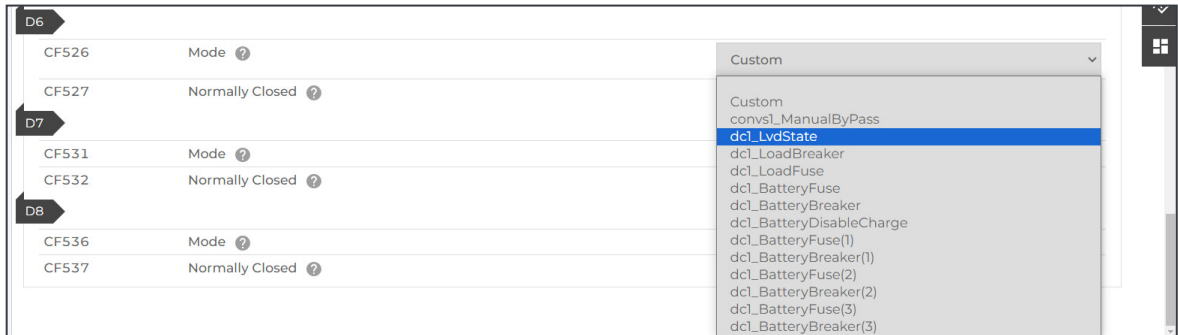 D6
CF526 Mode ? Custom
CF527 Normally Closed ?
Custom
convs1_ManualByPass
D7
dc1_LvdState
CF531 Mode ? dc1_LoadBreaker
dc1_LoadFuse
CF532 Normally Closed ?
dc1_BatteryFuse
dc1_BatteryBreaker
D8
dc1_BatteryDisableCharge
CF536 Mode ? dc1_BatteryFuse(1)
dc1_BatteryBreaker(1)
CF537 Normally Closed ?
dc1_BatteryFuse(2)
dc1_BatteryBreaker(2)
dc1_BatteryFuse(3)
dc1_BatteryBreaker(3)